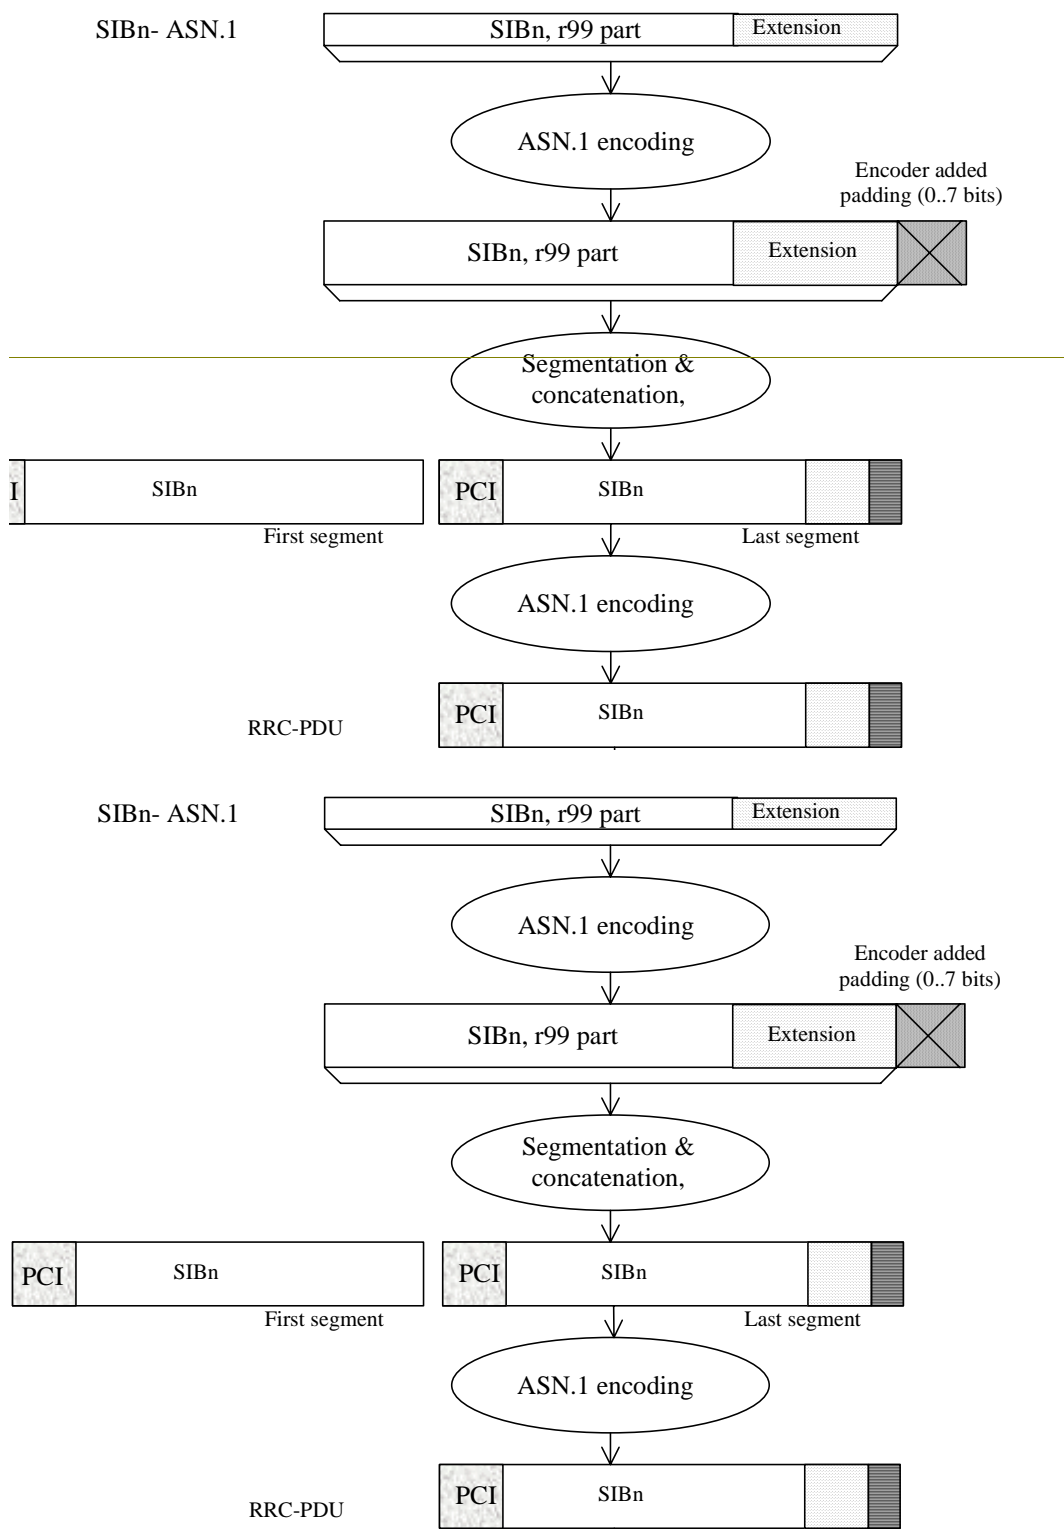 SIBn- ASN.1
SIBn, r99 part
Extension
ASN.1 encoding
Encoder added
padding (0..7 bits)
SIBn, r99 part
Extension
Segmentation &
concatenation,
I
SIBn
PCI
SIBn
First segment
Last segment
ASN.1 encoding
PCI
SIBn
RRC-PDU
SIBn- ASN.1
SIBn, r99 part
Extension
ASN.1 encoding
Encoder added
padding (0..7 bits)
SIBn, r99 part
Extension
Segmentation &
concatenation,
PCI
SIBn
PCI
SIBn
First segment
Last segment
ASN.1 encoding
PCI
SIBn
RRC-PDU